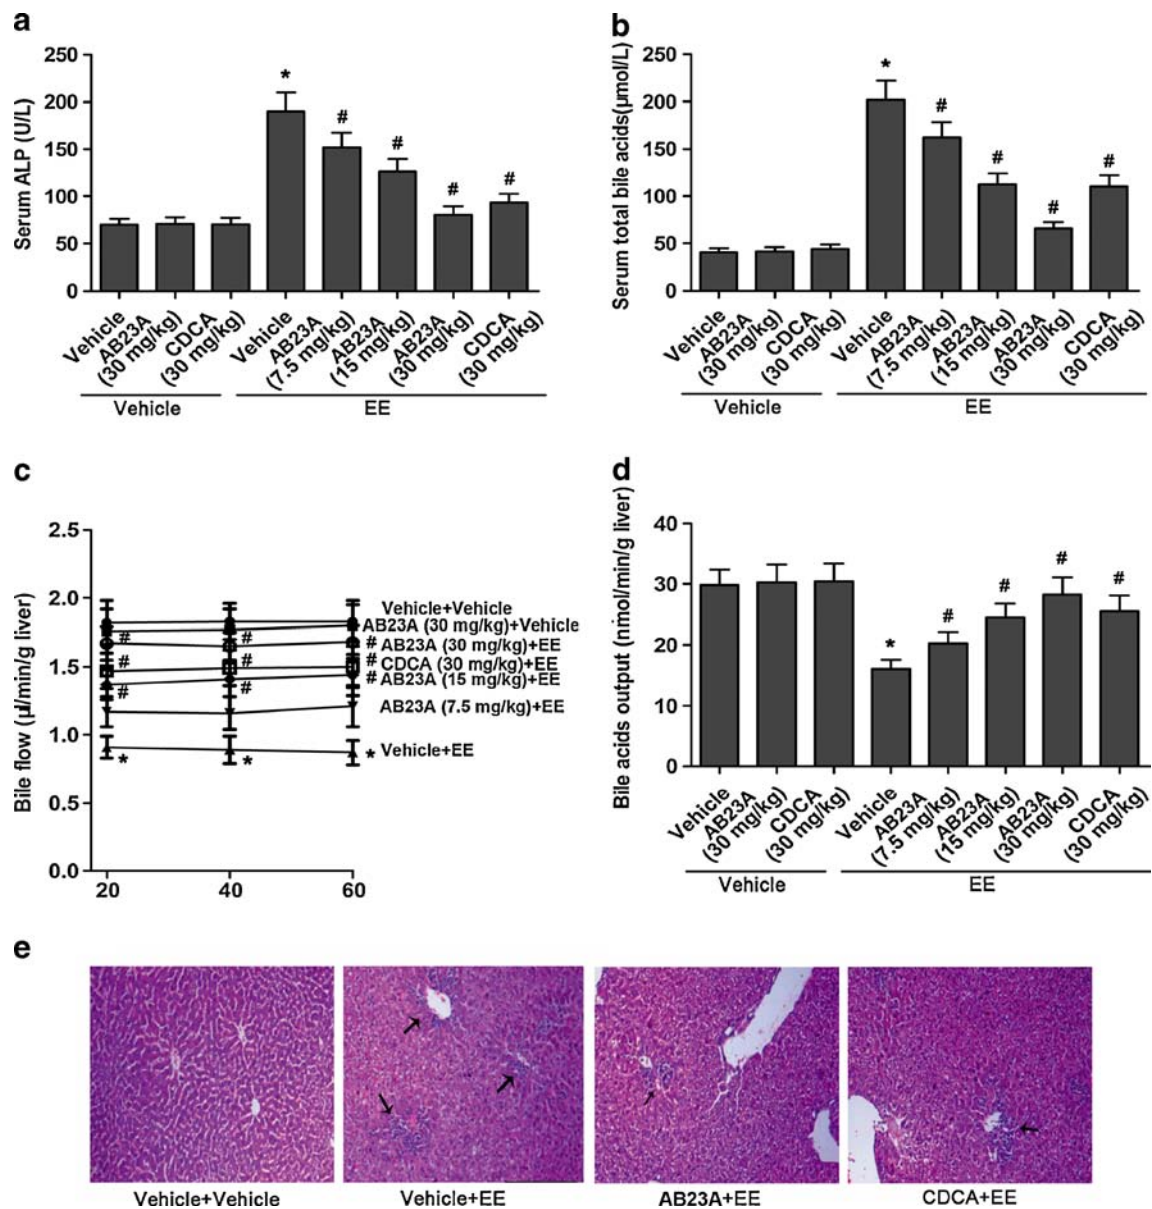 a
250
200
150
100
50
0
Serum ALP (U/L)
*
#
#
#
#
Vehicle
AB23A
(30 mg/kg)
CDCA
(30 mg/kg)
Vehicle
AB23A
(7.5 mg/kg)
AB23A
(15 mg/kg)
AB23A
(30 mg/kg)
CDCA
(30 mg/kg)
Vehicle
EE
b
250
200
150
100
50
0
Serum total bile acids(μmol/L)
*
#
#
#
#
Vehicle
AB23A
(30 mg/kg)
CDCA
(30 mg/kg)
Vehicle
AB23A
(7.5 mg/kg)
AB23A
(15 mg/kg)
AB23A
(30 mg/kg)
CDCA
(30 mg/kg)
Vehicle
EE
c
2.5
2.0
1.5
1.0
0.5
0.0
Bile flow (μl/min/g liver)
Vehicle+Vehicle
AB23A (30 mg/kg)+Vehicle
# # # AB23A (30 mg/kg)+EE
# # # CDCA (30 mg/kg)+EE
# # # AB23A (15 mg/kg)+EE
AB23A (7.5 mg/kg)+EE
* * * Vehicle+EE
20 40 60
d
40
30
20
10
0
Bile acids output (nmol/min/g liver)
*
#
#
#
#
Vehicle
AB23A
(30 mg/kg)
CDCA
(30 mg/kg)
Vehicle
AB23A
(7.5 mg/kg)
AB23A
(15 mg/kg)
AB23A
(30 mg/kg)
CDCA
(30 mg/kg)
Vehicle
EE
e
Vehicle+Vehicle
Vehicle+EE
AB23A+EE
CDCA+EE